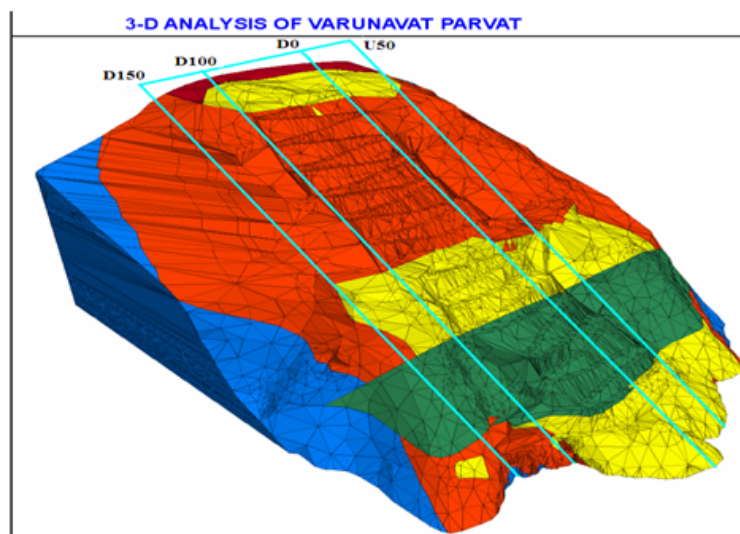 3-D ANALYSIS OF VARUNAVAT PARVAT
D0
U50
D100
D150